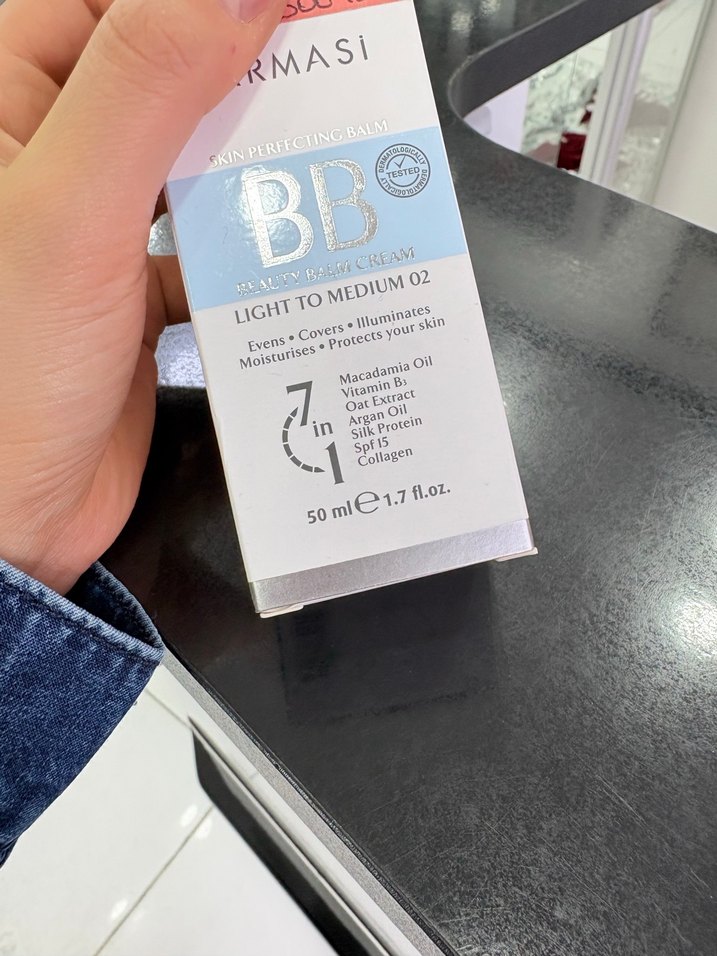 RMASi
SKIN PERFECTING BALM
BB
DERMATOLOGICALLY
TESTED
DERMATOLOGICALLY
BEAUTY BALM CREAM
LIGHT TO MEDIUM 02
Evens • Covers • Illuminates
Moisturises • Protects your skin
7 in 1
Macadamia Oil
Vitamin B3
Oat Extract
Argan Oil
Silk Protein
Spf 15
Collagen
50 ml ℮ 1.7 fl.oz.